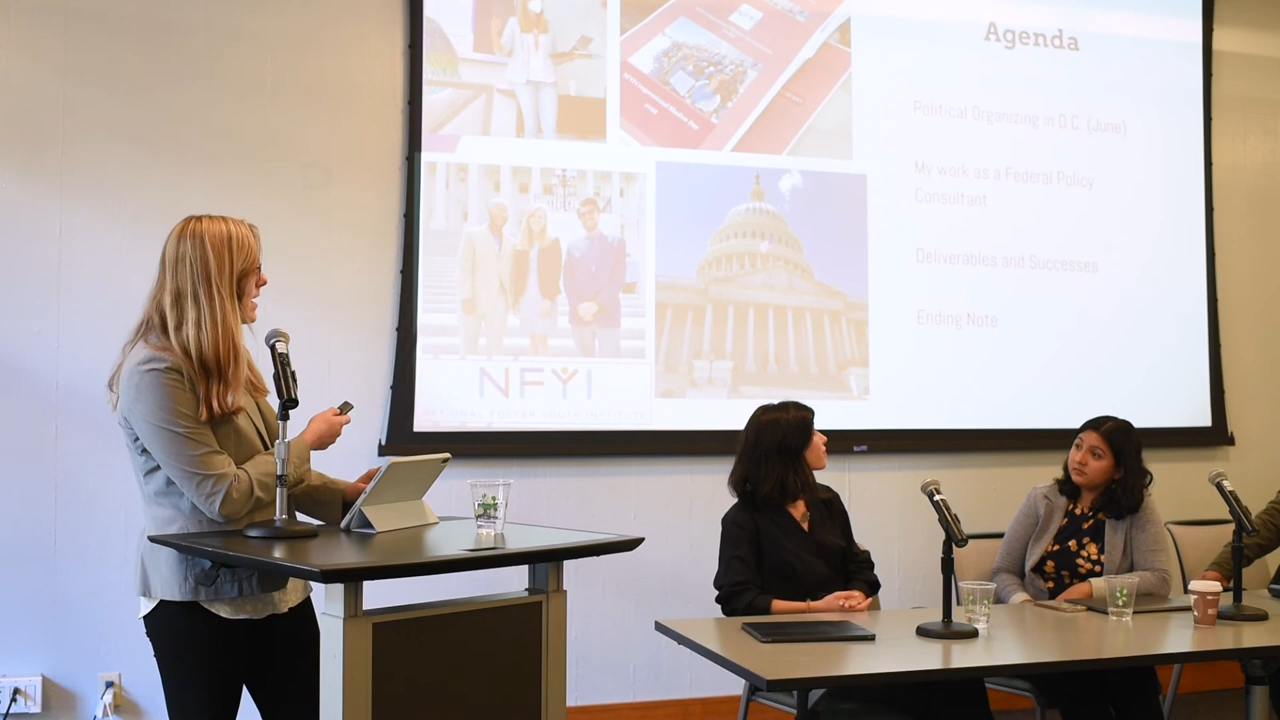 Agenda
Political Organizing in D.C. (June)
My work as a Federal Policy
Consultant
Deliverables and Successes
Ending Note
NFYI
NATIONAL FOSTER YOUTH INSTITUTE